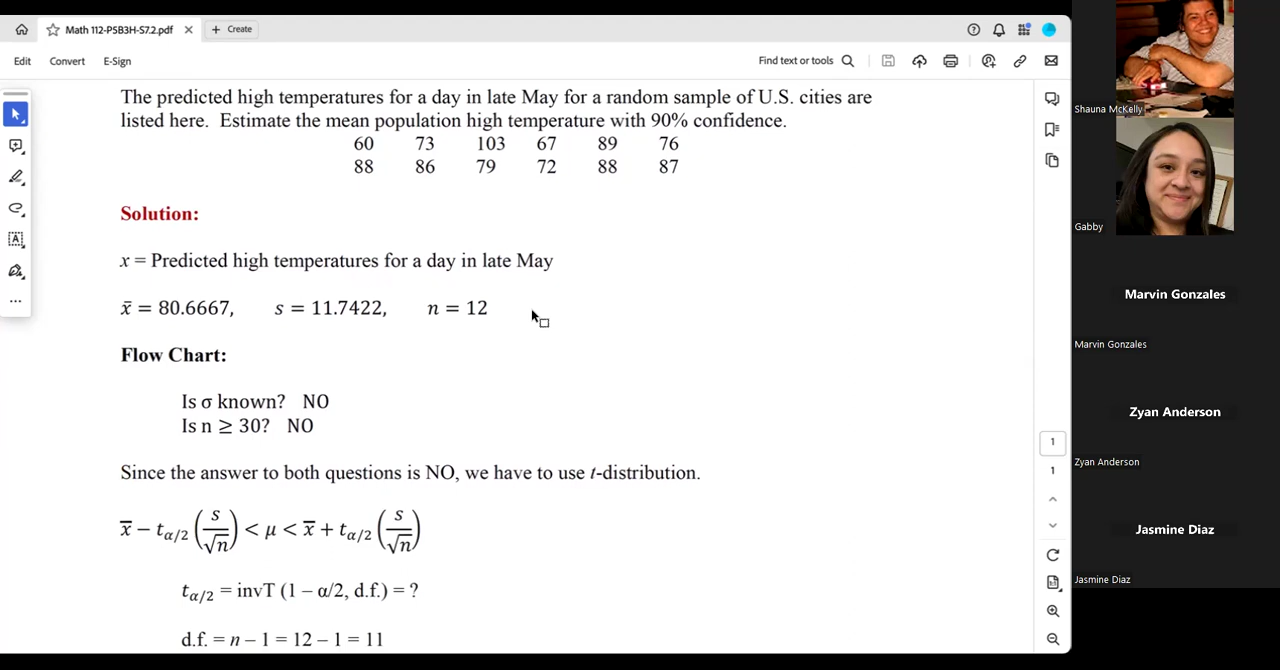 Math 112-P5B3H-S7.2.pdf
+ Create
Edit Convert E-Sign
Find text or tools
The predicted high temperatures for a day in late May for a random sample of U.S. cities are
listed here. Estimate the mean population high temperature with 90% confidence.
60 73 103 67 89 76
88 86 79 72 88 87
Solution:
x = Predicted high temperatures for a day in late May
x̄ = 80.6667, s = 11.7422, n = 12
Flow Chart:
Is σ known? NO
Is n ≥ 30? NO
Since the answer to both questions is NO, we have to use t-distribution.
x̄ − t_{α/2} (s/√n) < μ < x̄ + t_{α/2} (s/√n)
t_{α/2} = invT (1 – α/2, d.f.) = ?
d.f. = n – 1 = 12 – 1 = 11
1
1
Shauna McKelly
Gabby
Marvin Gonzales
Marvin Gonzales
Zyan Anderson
Zyan Anderson
Jasmine Diaz
Jasmine Diaz